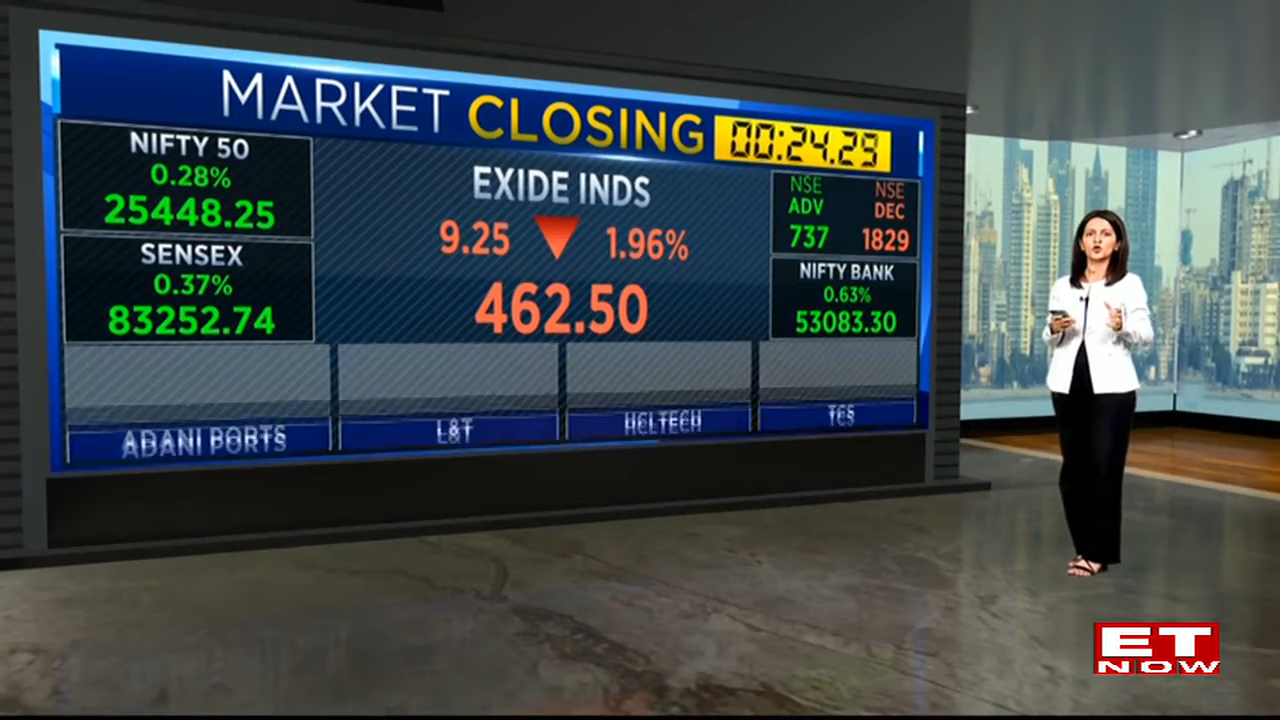 MARKET CLOSING 00:24.29
NIFTY 50
0.28%
25448.25
SENSEX
0.37%
83252.74
EXIDE INDS
9.25 1.96%
462.50
NSE ADV
737
NSE DEC
1829
NIFTY BANK
0.63%
53083.30
ADANI PORTS
L&T
HCLTECH
TCS
ET
NOW